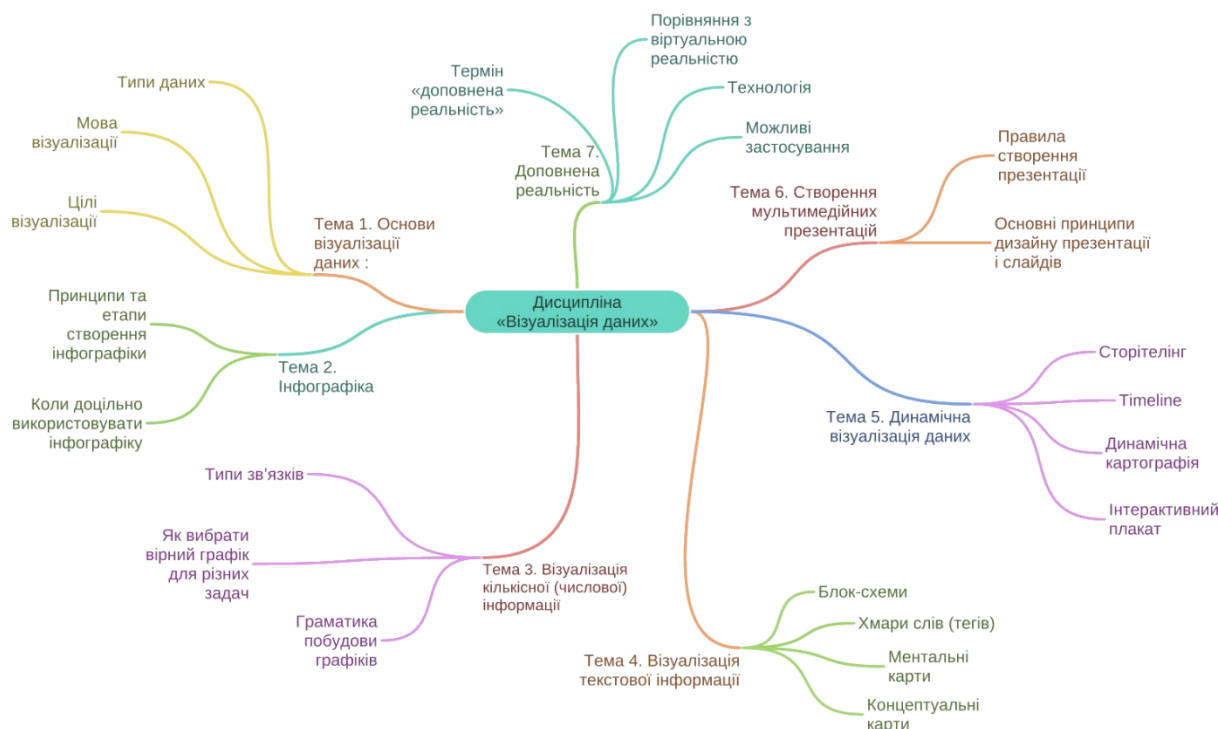 Дисципліна
«Візуалізація даних»
Тема 1. Основи
візуалізації
даних :
Типи даних
Мова
візуалізації
Цілі
візуалізації
Тема 2.
Інфографіка
Принципи та
етапи
створення
інфографіки
Коли доцільно
використовувати
інфографіку
Тема 3. Візуалізація
кількісної (числової)
інформації
Типи зв'язків
Як вибрати
вірний графік
для різних
задач
Граматика
побудови
графіків
Тема 4. Візуалізація
текстової інформації
Блок-схеми
Хмари слів (тегів)
Ментальні
карти
Концептуальні
карти
Тема 5. Динамічна
візуалізація даних
Сторітелінг
Timeline
Динамічна
картографія
Інтерактивний
плакат
Тема 6. Створення
мультимедійних
презентацій
Правила
створення
презентації
Основні принципи
дизайну презентації
і слайдів
Тема 7.
Доповнена
реальність
Термін
«доповнена
реальність»
Порівняння з
віртуальною
реальністю
Технологія
Можливі
застосування